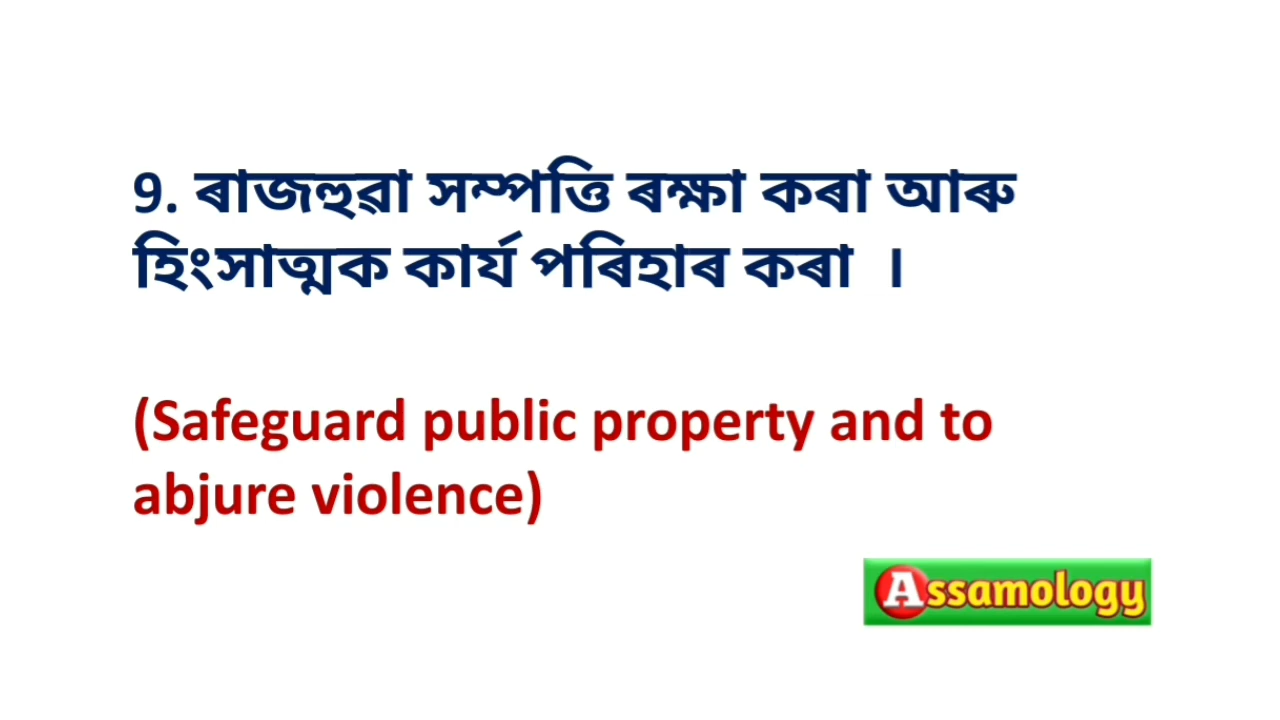 9. ৰাজহুৱা সম্পত্তি ৰক্ষা কৰা আৰু
হিংসাত্মক কাৰ্য পৰিহাৰ কৰা ।
(Safeguard public property and to
abjure violence)
Assamology